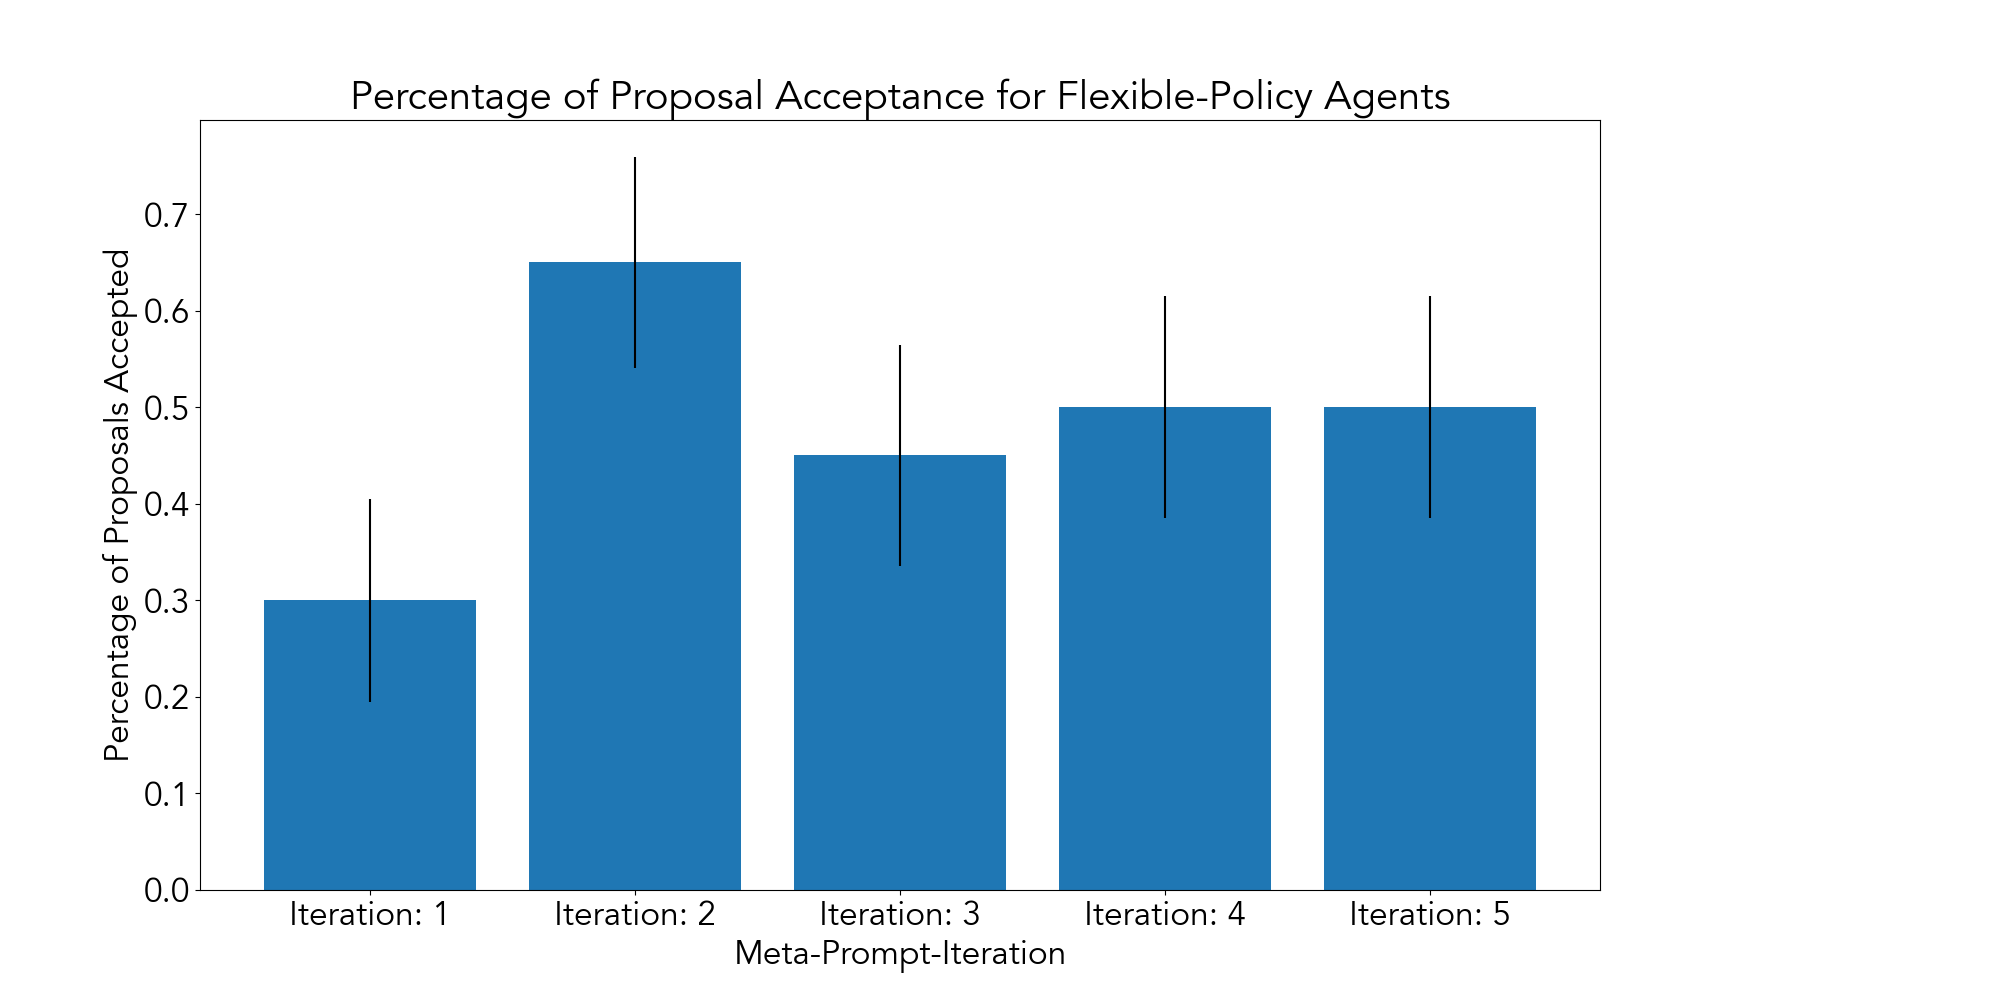 Percentage of Proposal Acceptance for Flexible-Policy Agents
Percentage of Proposals Accepted
0.7
0.6
0.5
0.4
0.3
0.2
0.1
0.0
Iteration: 1 Iteration: 2 Iteration: 3 Iteration: 4 Iteration: 5
Meta-Prompt-Iteration